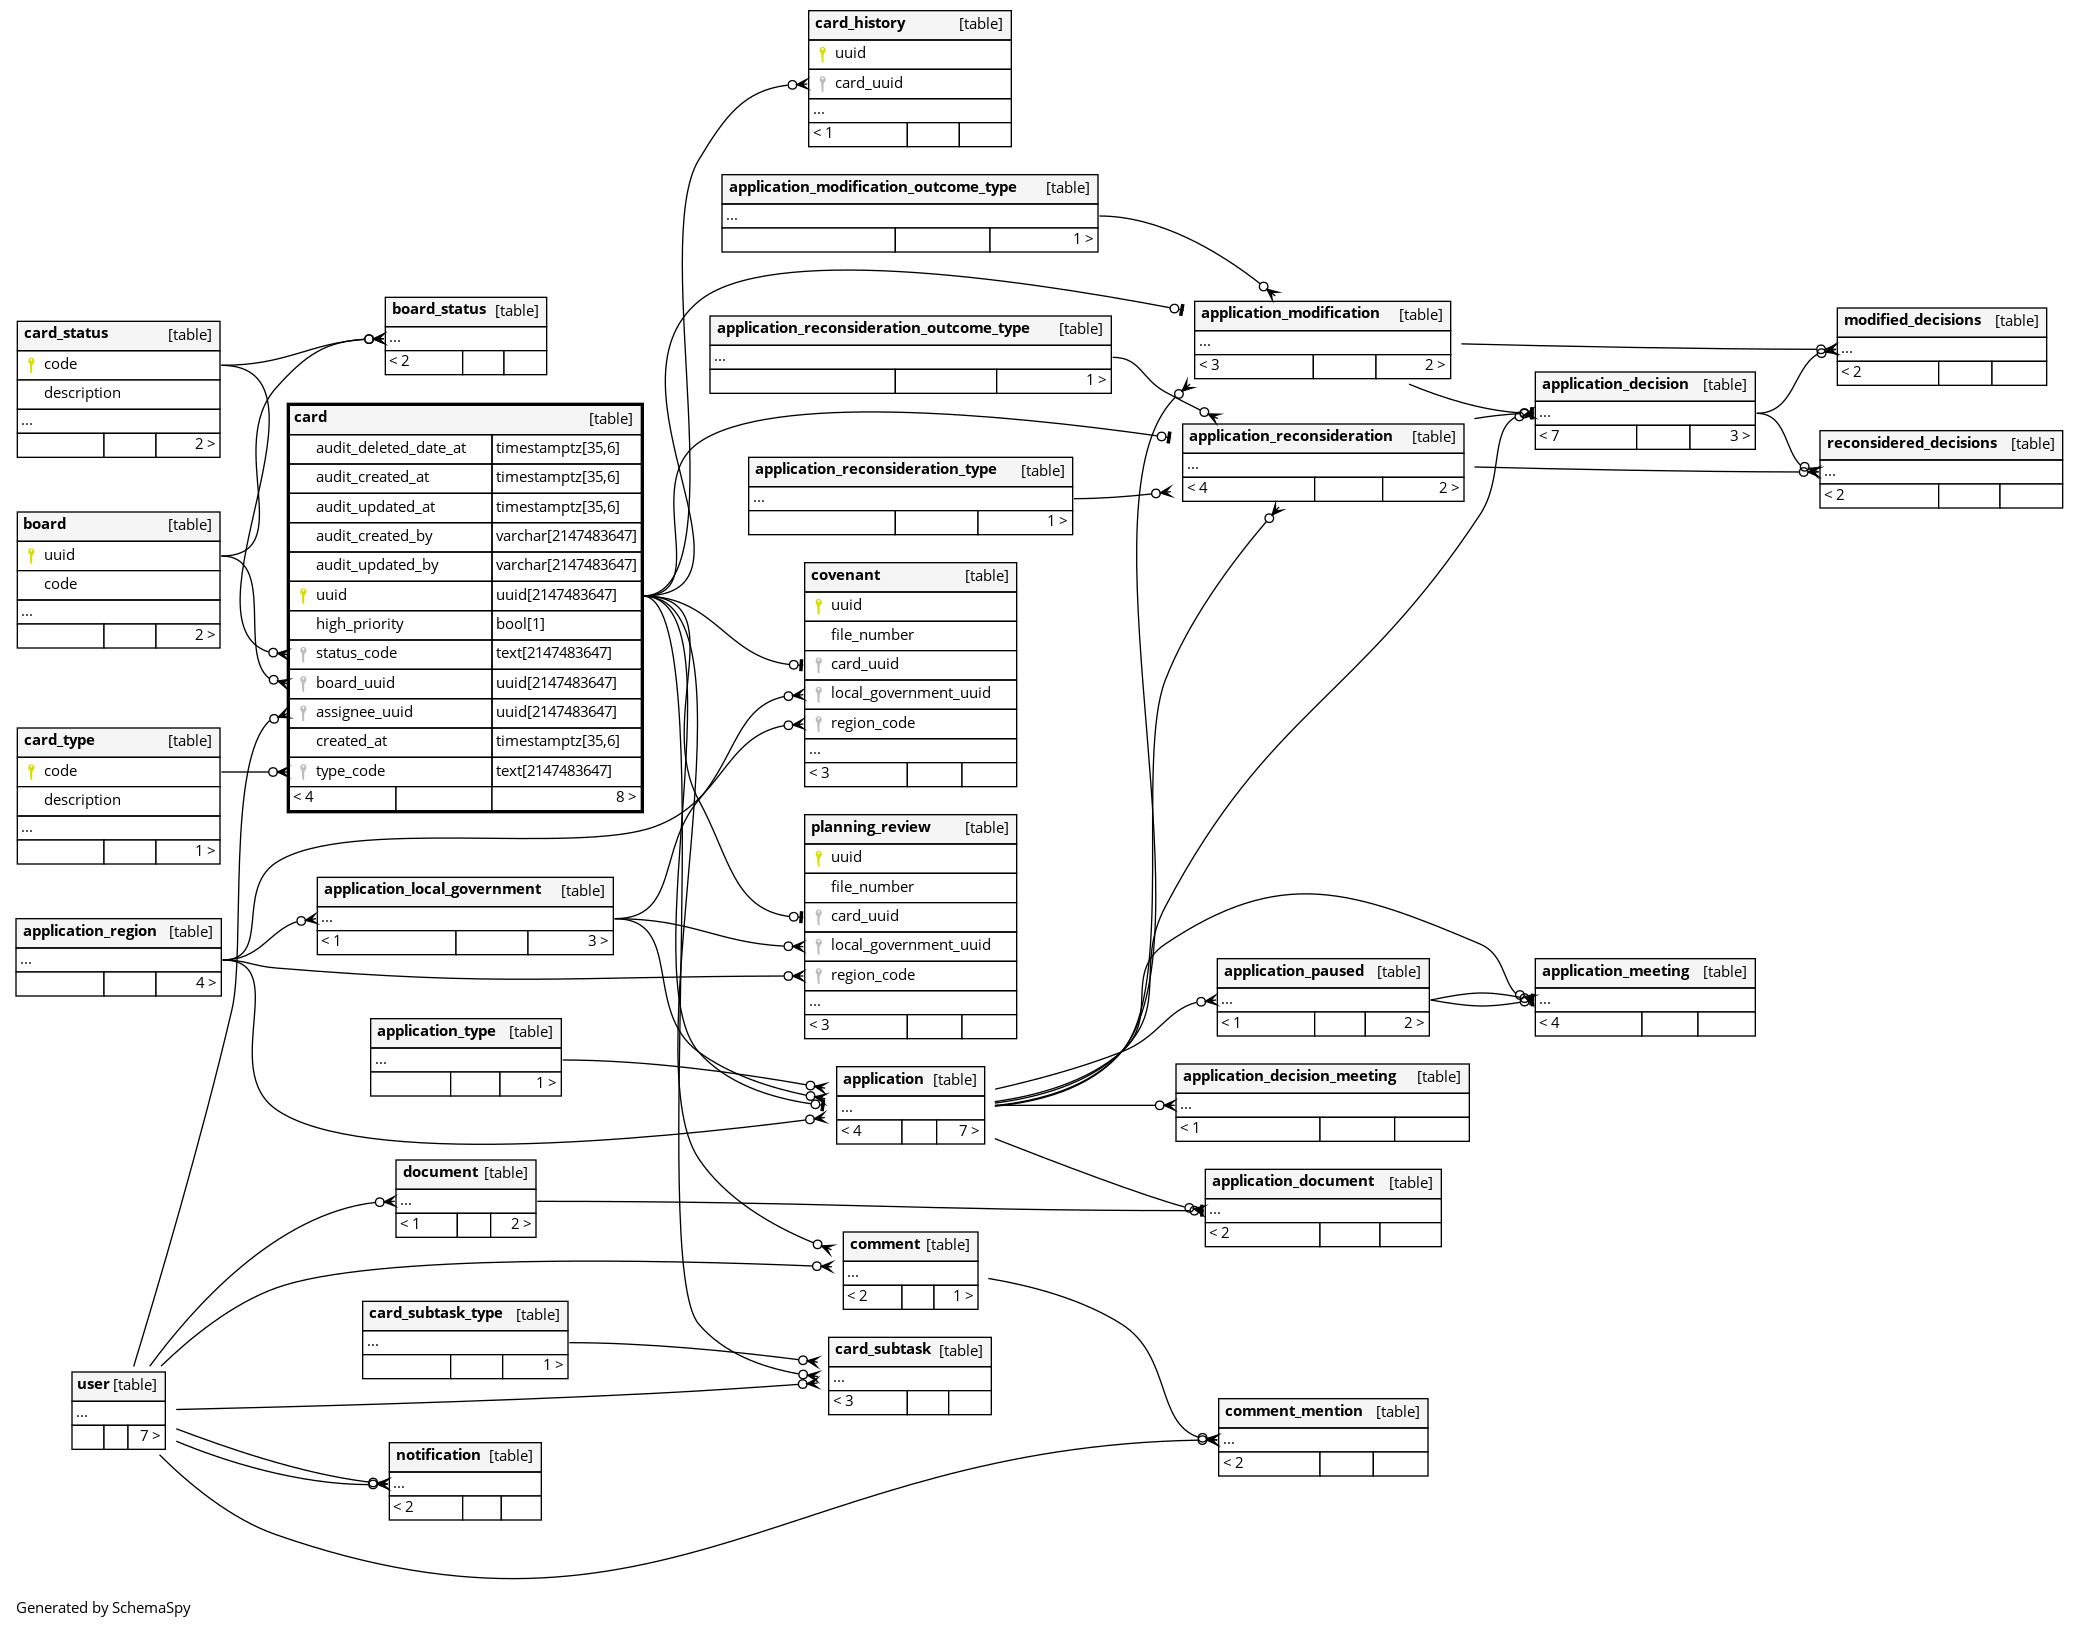 card_history [table]
uuid
card_uuid
...
< 1
application_modification_outcome_type [table]
...
1 >
board_status [table]
...
< 2
card_status [table]
code
description
...
2 >
application_modification [table]
...
< 3 2 >
application_reconsideration_outcome_type [table]
...
1 >
modified_decisions [table]
...
< 2
application_decision [table]
...
< 7 3 >
card [table]
audit_deleted_date_at timestamptz[35,6]
audit_created_at timestamptz[35,6]
audit_updated_at timestamptz[35,6]
audit_created_by varchar[2147483647]
audit_updated_by varchar[2147483647]
uuid uuid[2147483647]
high_priority bool[1]
status_code text[2147483647]
board_uuid uuid[2147483647]
assignee_uuid uuid[2147483647]
created_at timestamptz[35,6]
type_code text[2147483647]
< 4 8 >
application_reconsideration [table]
...
< 4 2 >
reconsidered_decisions [table]
...
< 2
application_reconsideration_type [table]
...
1 >
board [table]
uuid
code
...
2 >
covenant [table]
uuid
file_number
card_uuid
local_government_uuid
region_code
...
< 3
card_type [table]
code
description
...
1 >
planning_review [table]
uuid
file_number
card_uuid
local_government_uuid
region_code
...
< 3
application_local_government [table]
...
< 1 3 >
application_region [table]
...
4 >
application_paused [table]
...
< 1 2 >
application_meeting [table]
...
< 4
application_type [table]
...
1 >
application [table]
...
< 4 7 >
application_decision_meeting [table]
...
< 1
document [table]
...
< 1 2 >
application_document [table]
...
< 2
comment [table]
...
< 2 1 >
card_subtask_type [table]
...
1 >
card_subtask [table]
...
< 3
user [table]
...
7 >
comment_mention [table]
...
< 2
notification [table]
...
< 2
Generated by SchemaSpy